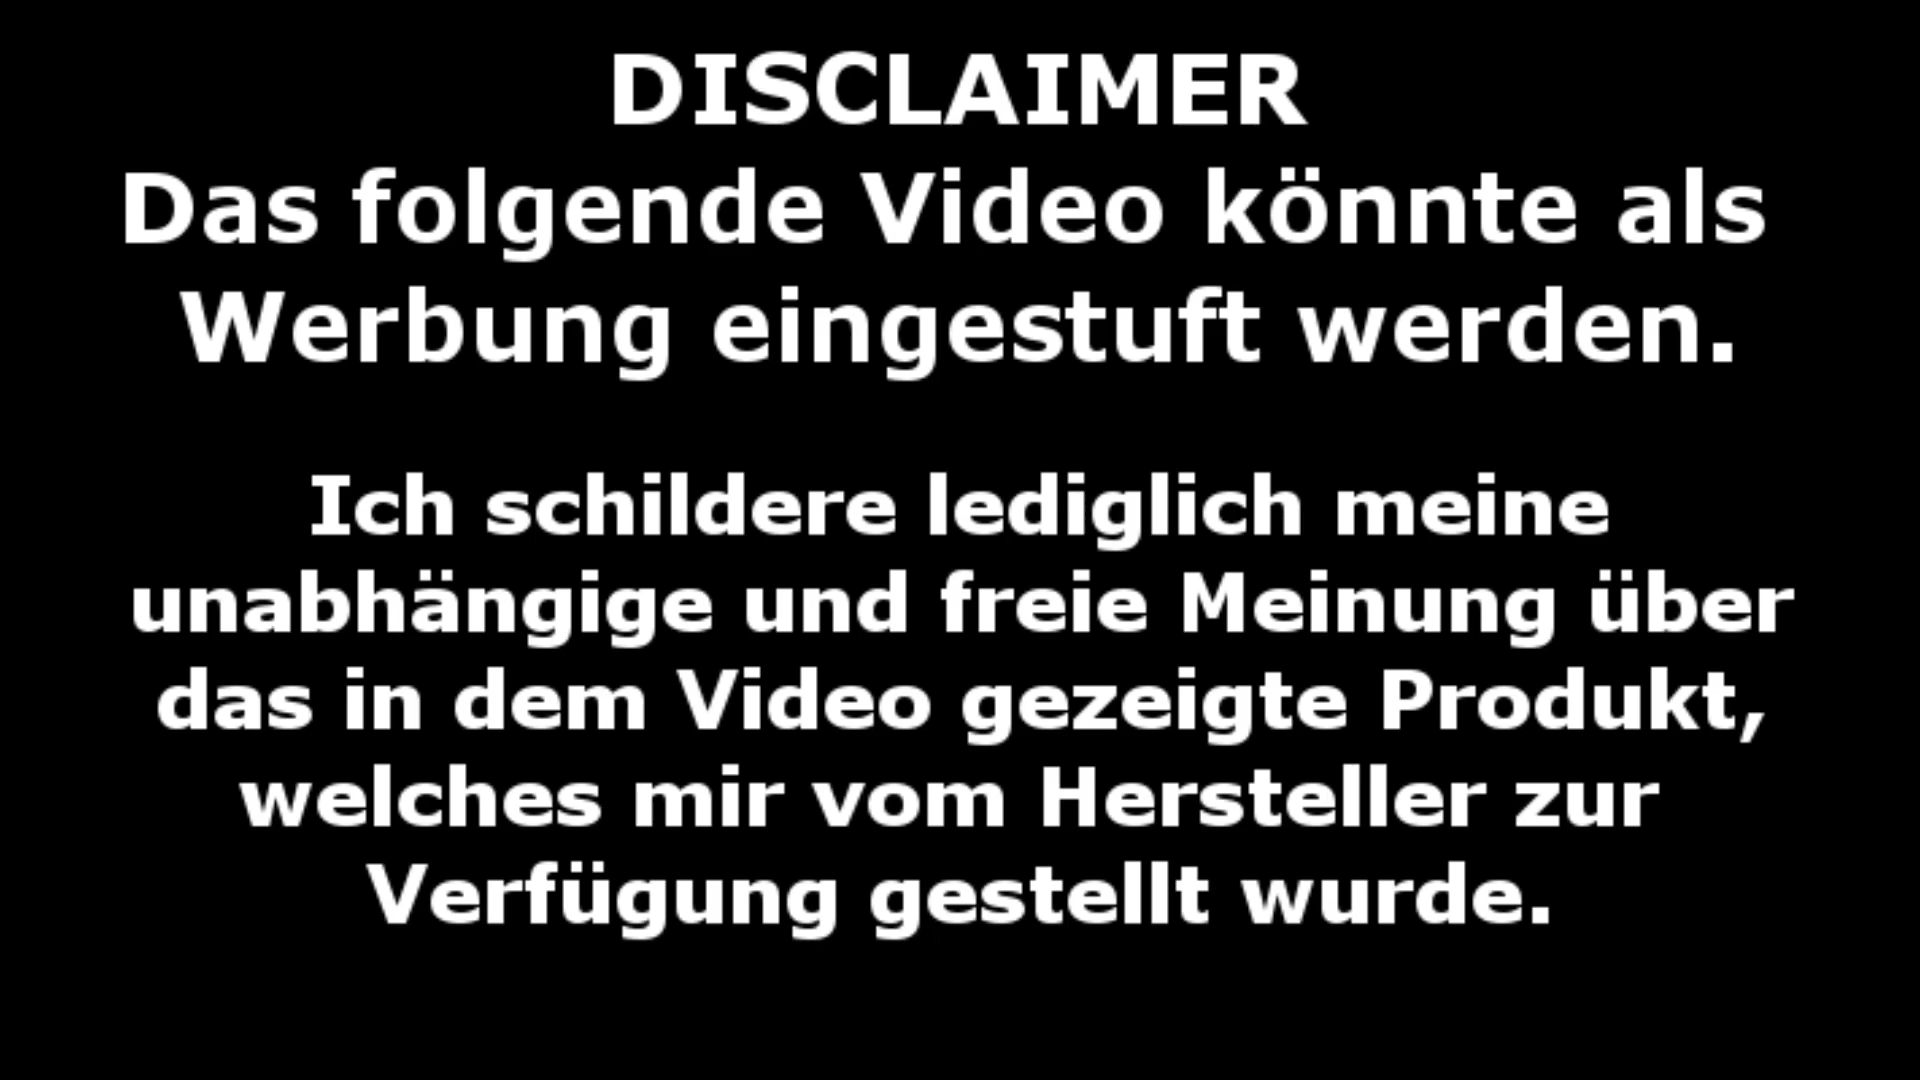 DISCLAIMER
Das folgende Video könnte als
Werbung eingestuft werden.
Ich schildere lediglich meine
unabhängige und freie Meinung über
das in dem Video gezeigte Produkt,
welches mir vom Hersteller zur
Verfügung gestellt wurde.